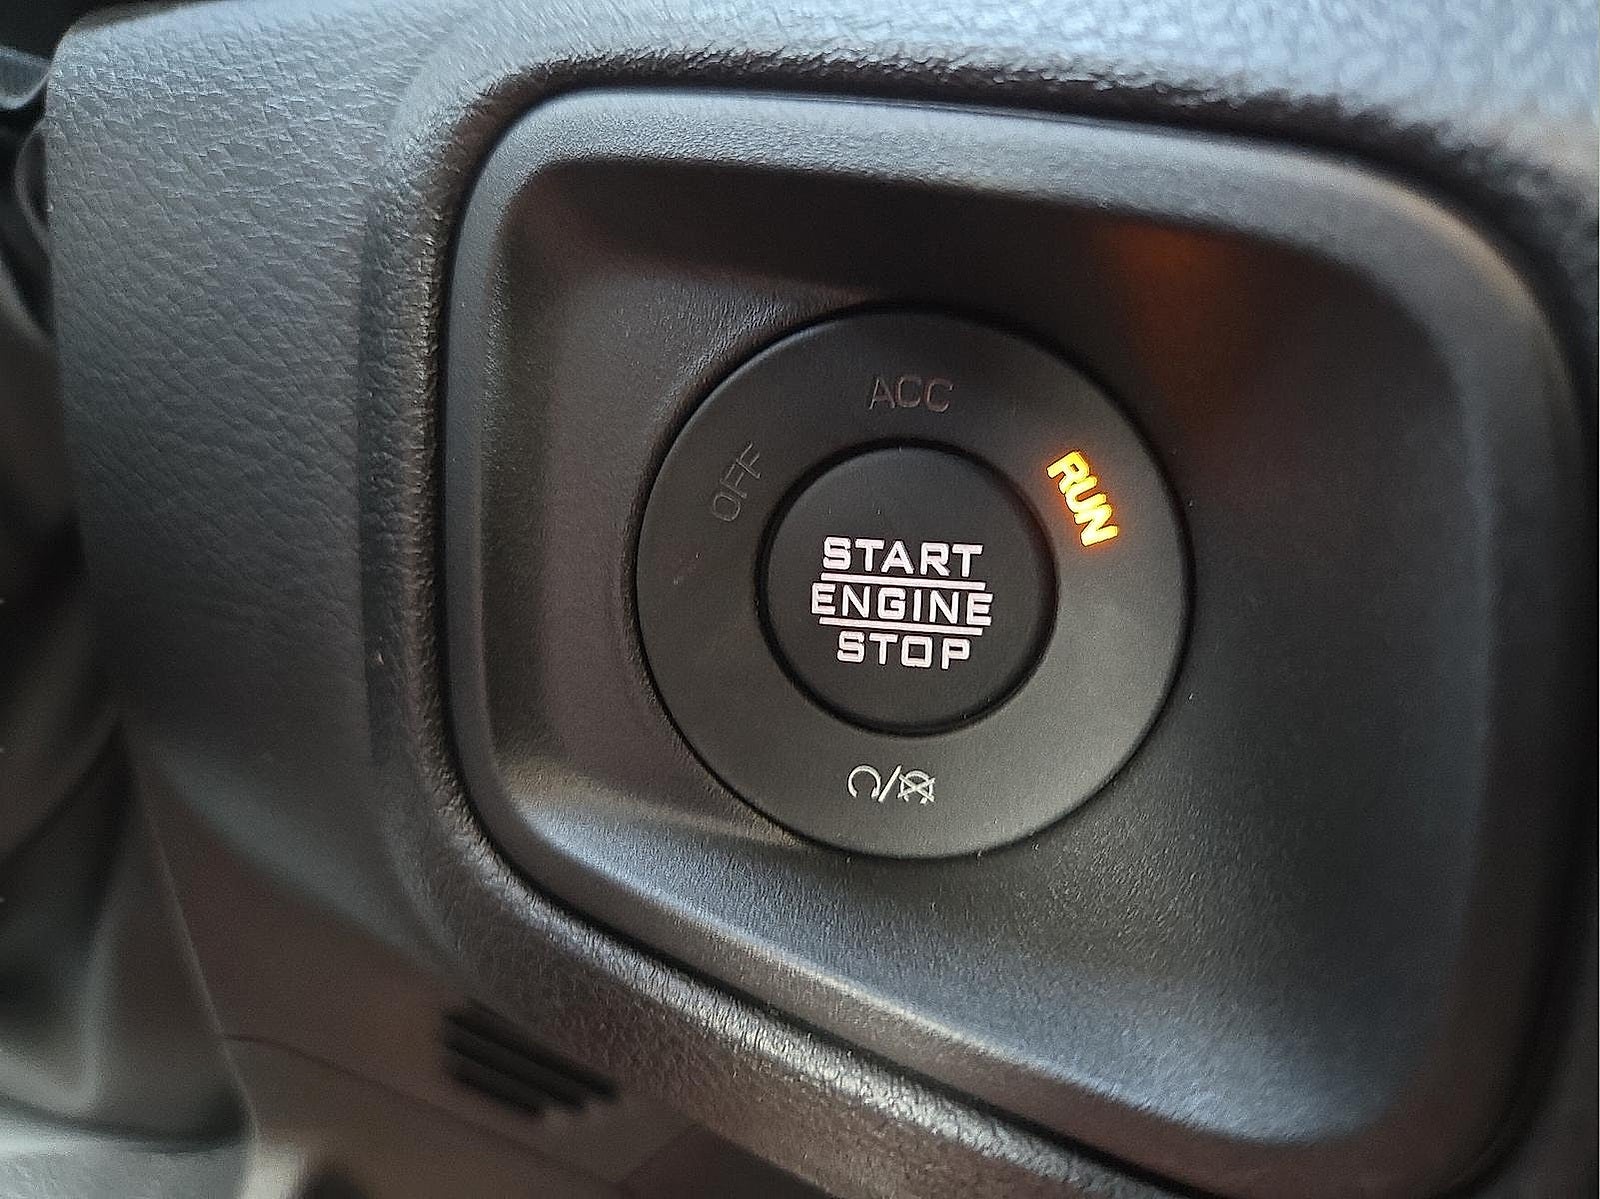 ACC
OFF
RUN
START
ENGINE
STOP